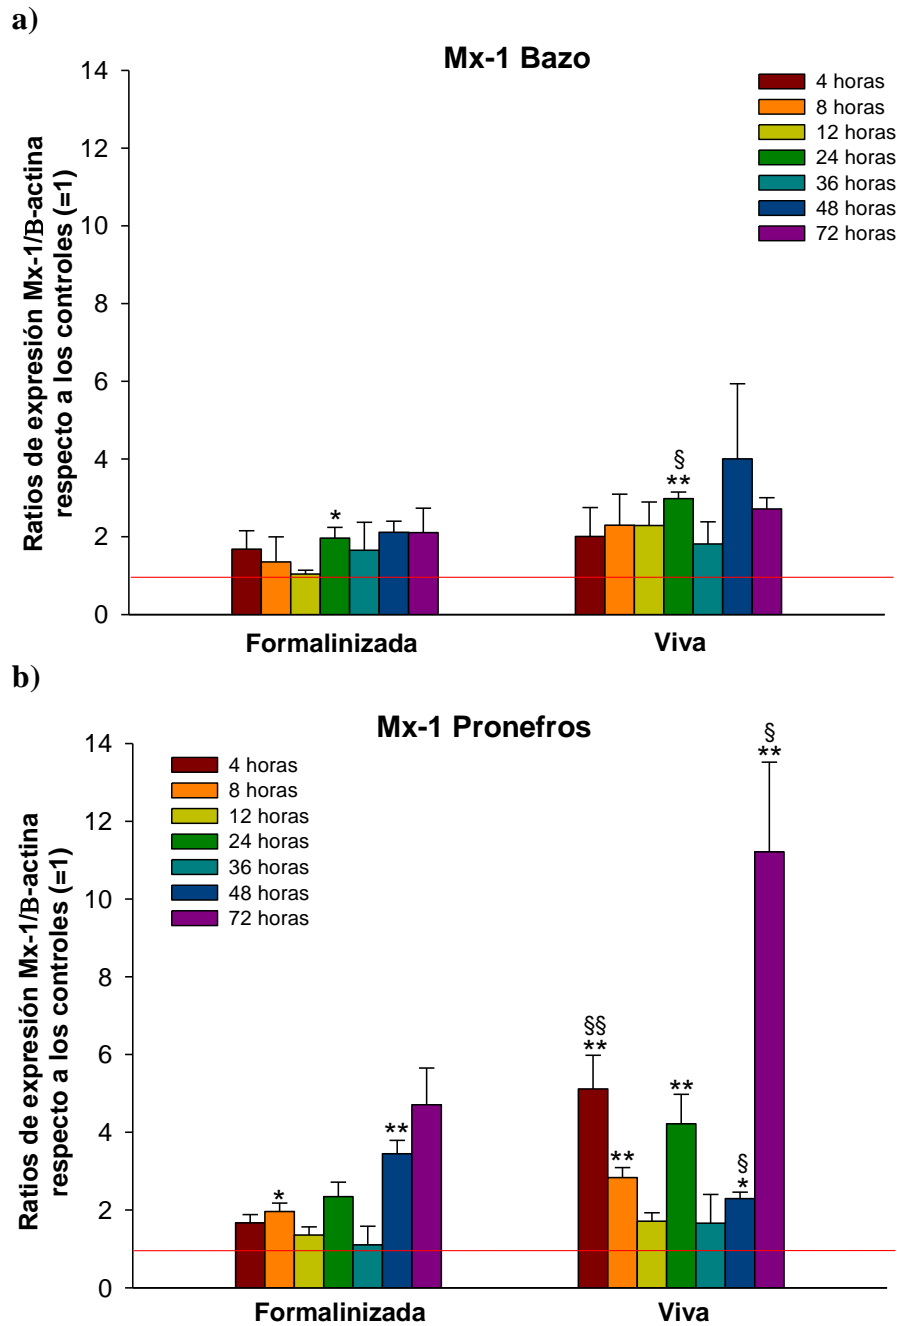 a)
Mx-1 Bazo
Ratios de expresión Mx-1/B-actina
respecto a los controles (=1)
14
12
10
8
6
4
2
0
4 horas
8 horas
12 horas
24 horas
36 horas
48 horas
72 horas
*
§
**
Formalinizada
Viva
b)
Mx-1 Pronefros
Ratios de expresión Mx-1/B-actina
respecto a los controles (=1)
14
12
10
8
6
4
2
0
4 horas
8 horas
12 horas
24 horas
36 horas
48 horas
72 horas
*
**
§§
**
**
**
§
*
§
**
Formalinizada
Viva